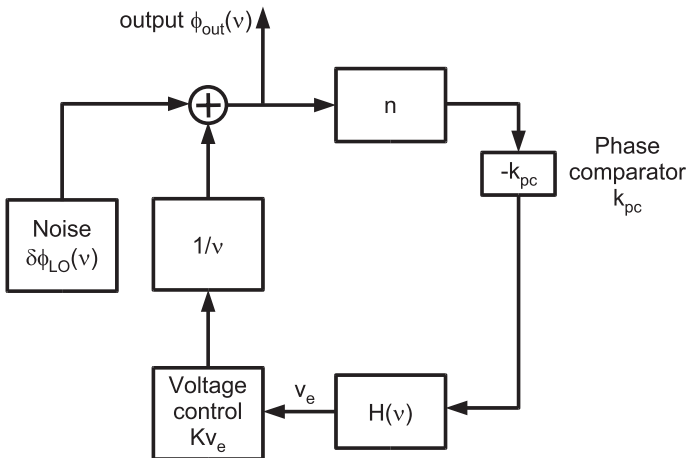 output ϕout(ν)
n
-kpc
Phase
comparator
kpc
Noise
δϕLO(ν)
1/ν
Voltage
control
Kve
ve
H(ν)